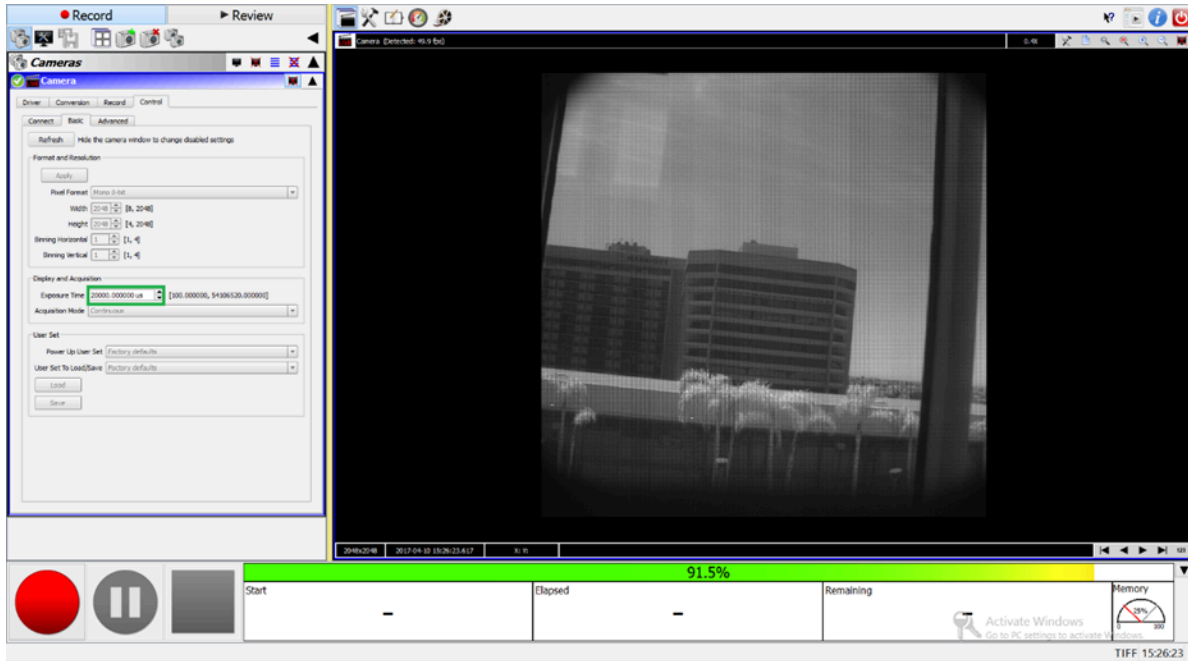 Record
Review
Cameras
Camera
Driver Conversion Record Control
Connect Basic Advanced
Refresh Hide the camera window to change disabled settings
Format and Resolution
Apply
Pixel Format Mono 8-bit
Width 2048 [8, 2048]
Height 2048 [4, 2048]
Binning Horizontal 1 [1, 4]
Binning Vertical 1 [1, 4]
Display and Acquisition
Exposure Time 20000.000000 us [100.000000, 54106520.000000]
Acquisition Mode Continuous
User Set
Power Up User Set Factory defaults
User Set To Load/Save Factory defaults
Load
Save
Camera (Detected: 49.9 fps)
0.4X
2048x2048 2017-04-10 15:26:23.617 X: Y:
91.5%
Start
Elapsed
Remaining
Memory
– – –
25%
0 100
Activate Windows
Go to PC settings to activate Windows.
TIFF 15:26:23